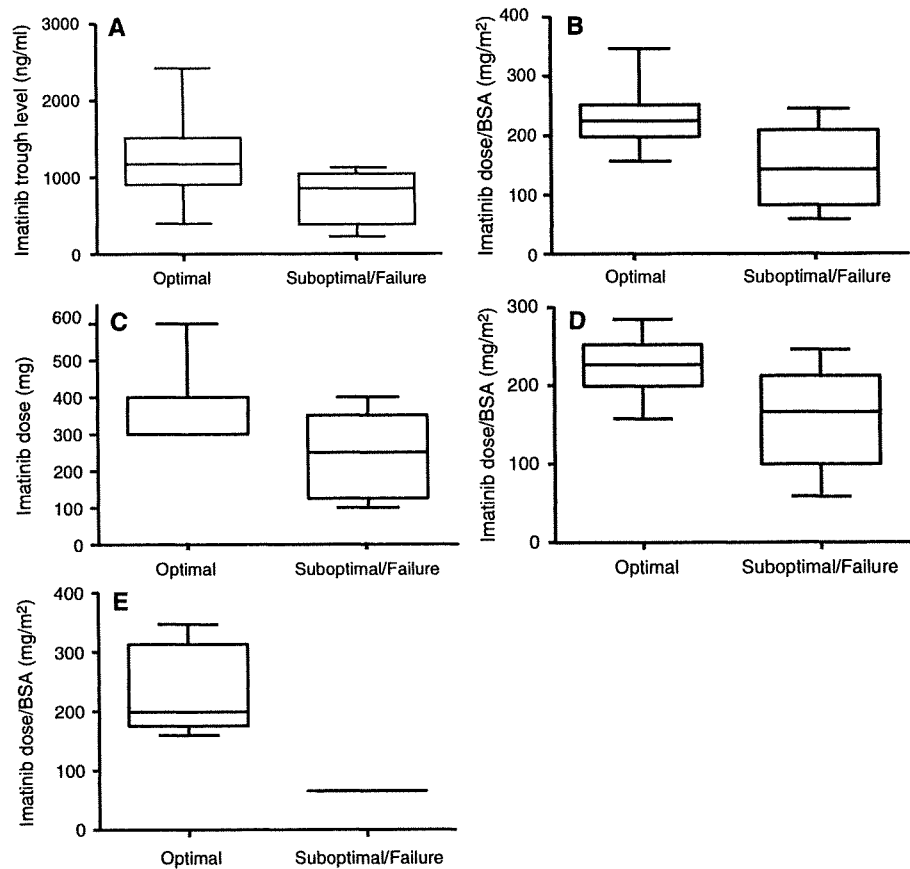 A
Imatinib trough level (ng/ml)
3000
2000
1000
0
Optimal
Suboptimal/Failure
B
Imatinib dose/BSA (mg/m²)
400
300
200
100
0
Optimal
Suboptimal/Failure
C
Imatinib dose (mg)
600
500
400
300
200
100
0
Optimal
Suboptimal/Failure
D
Imatinib dose/BSA (mg/m²)
300
200
100
0
Optimal
Suboptimal/Failure
E
Imatinib dose/BSA (mg/m²)
400
300
200
100
0
Optimal
Suboptimal/Failure